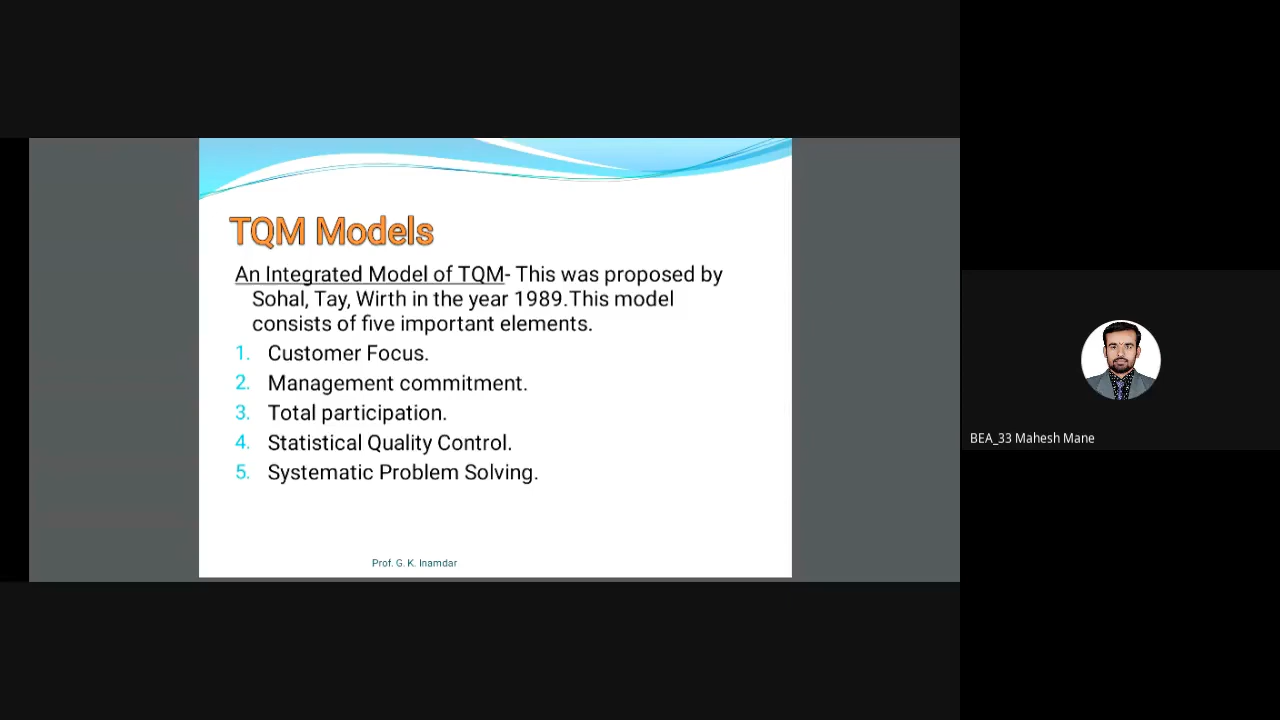 TQM Models
An Integrated Model of TQM- This was proposed by
Sohal, Tay, Wirth in the year 1989.This model
consists of five important elements.
1. Customer Focus.
2. Management commitment.
3. Total participation.
4. Statistical Quality Control.
5. Systematic Problem Solving.
Prof. G. K. Inamdar
BEA_33 Mahesh Mane